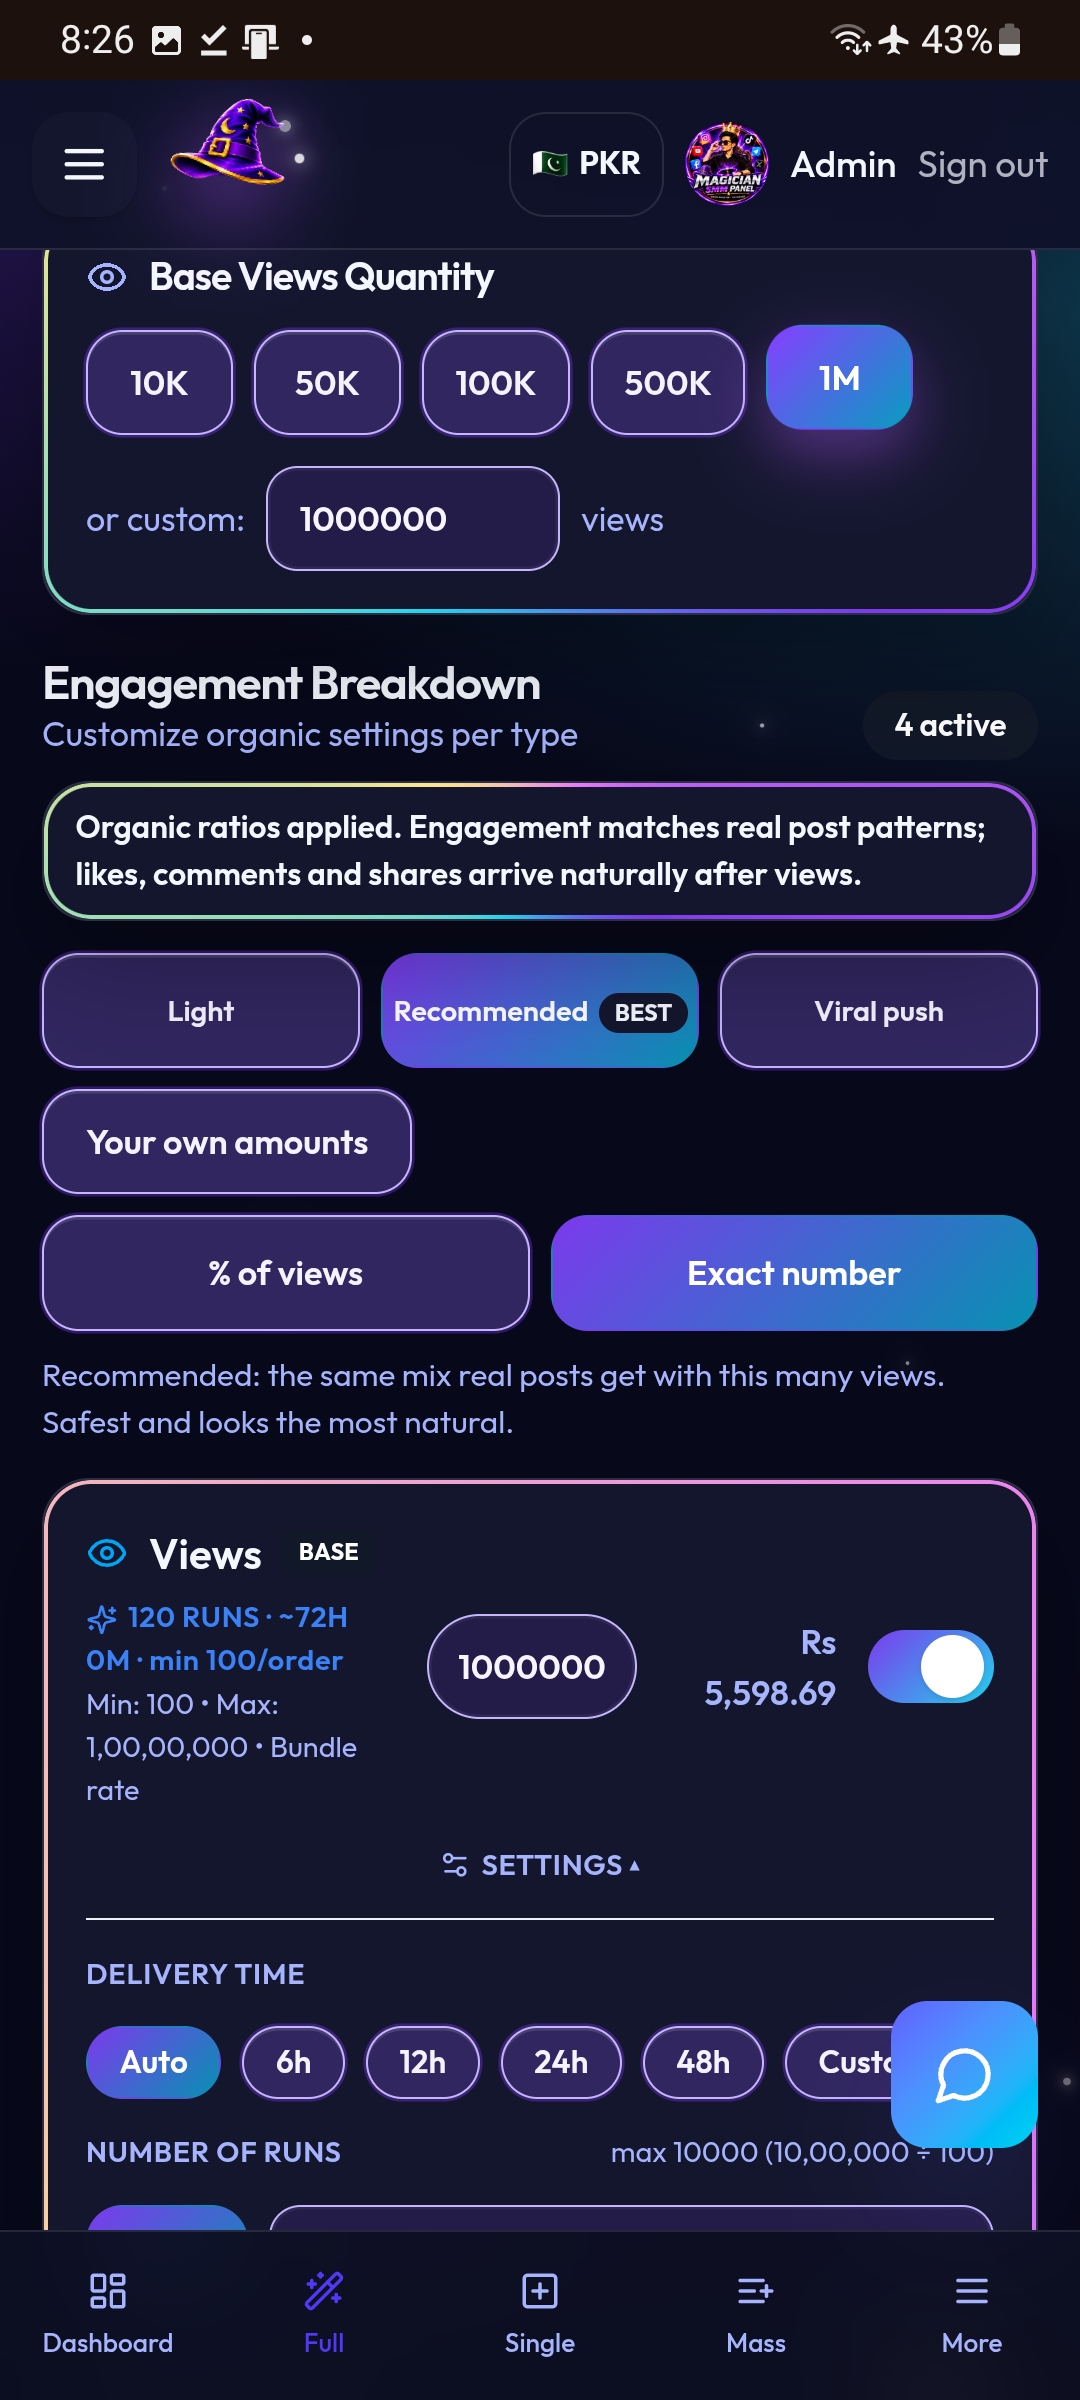 8:26
43%
PKR
MAGICIAN
SMM PANEL
Admin
Sign out
Base Views Quantity
10K
50K
100K
500K
1M
or custom:
1000000
views
Engagement Breakdown
Customize organic settings per type
4 active
Organic ratios applied. Engagement matches real post patterns;
likes, comments and shares arrive naturally after views.
Light
Recommended
BEST
Viral push
Your own amounts
% of views
Exact number
Recommended: the same mix real posts get with this many views.
Safest and looks the most natural.
Views
BASE
120 RUNS · ~72H
0M · min 100/order
Min: 100 • Max:
1,00,00,000 • Bundle
rate
1000000
Rs
5,598.69
SETTINGS ▴
DELIVERY TIME
Auto
6h
12h
24h
48h
Custo
NUMBER OF RUNS
max 10000 (10,00,000 ÷ 100)
Dashboard
Full
Single
Mass
More